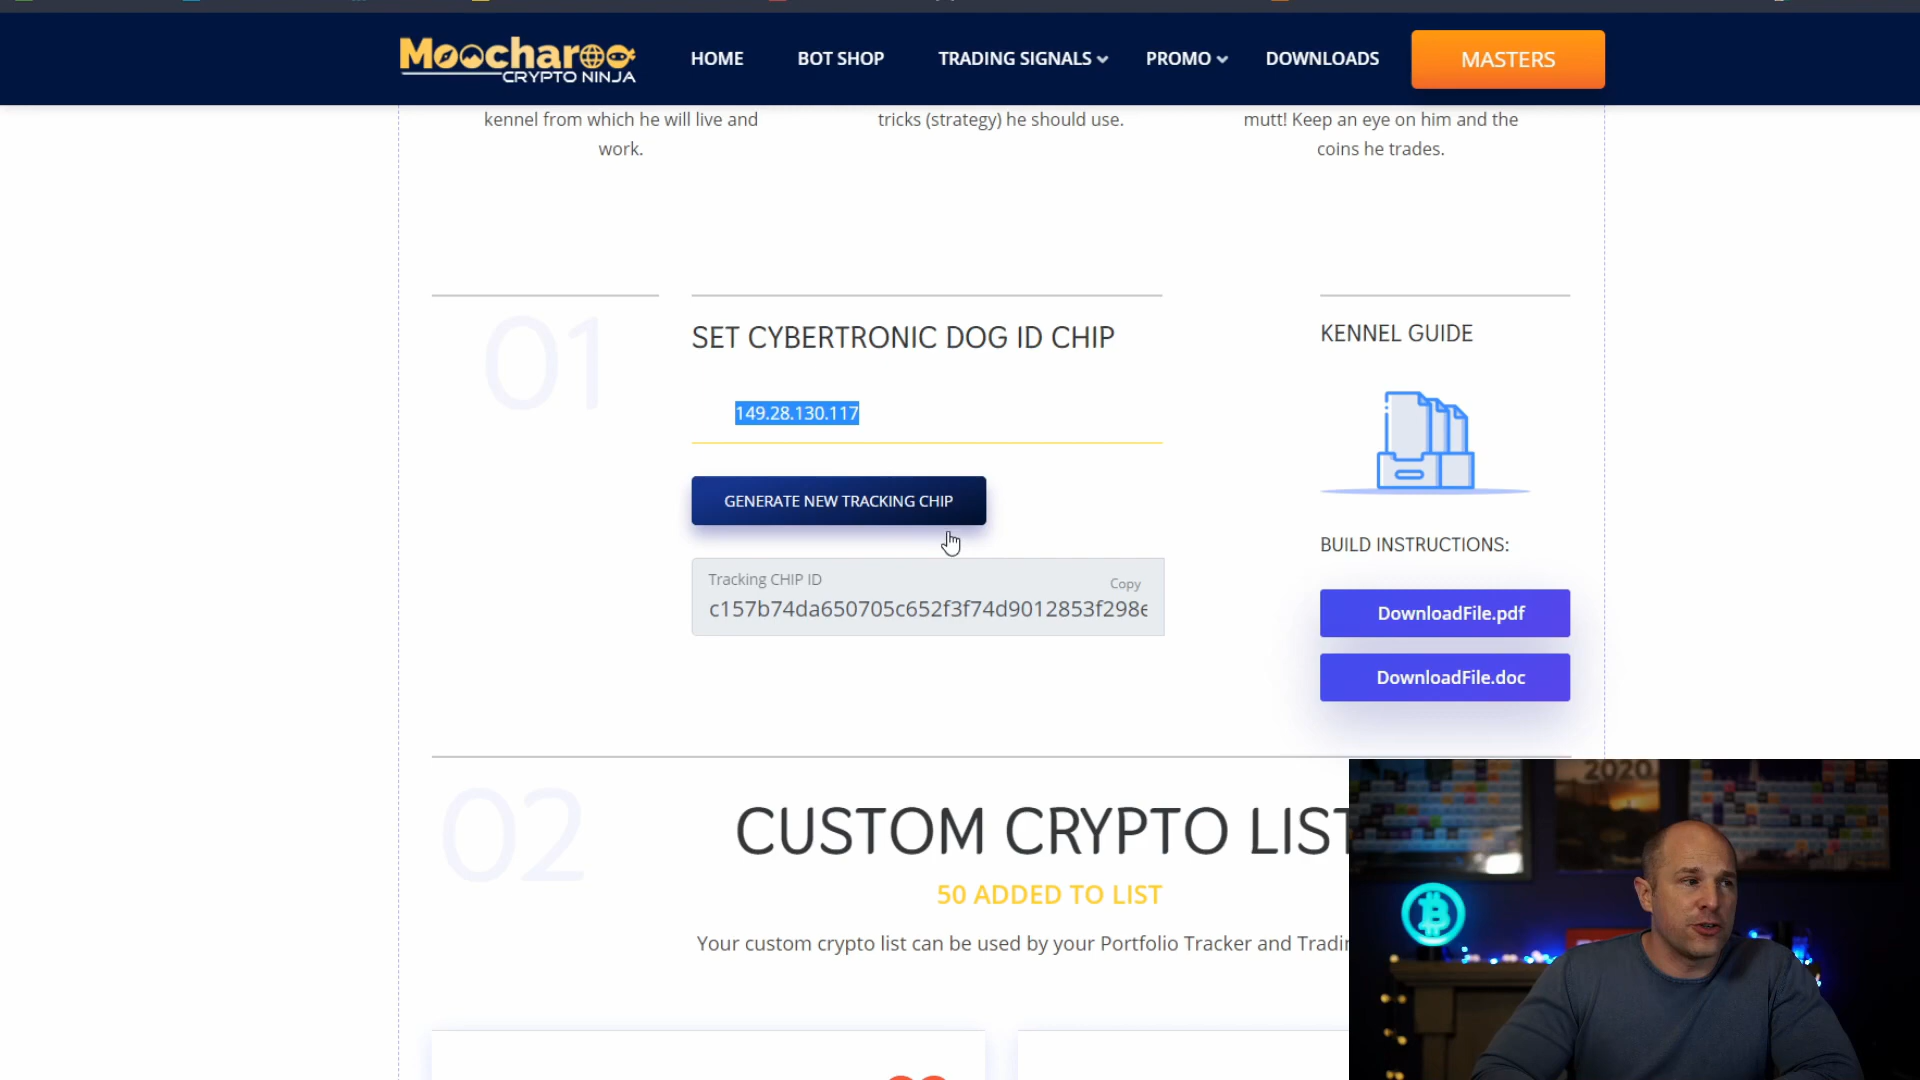 Moocharoo
CRYPTO NINJA
HOME
BOT SHOP
TRADING SIGNALS
PROMO
DOWNLOADS
MASTERS
kennel from which he will live and
work.
tricks (strategy) he should use.
mutt! Keep an eye on him and the
coins he trades.
01
SET CYBERTRONIC DOG ID CHIP
149.28.130.117
GENERATE NEW TRACKING CHIP
Tracking CHIP ID
Copy
c157b74da650705c652f3f74d9012853f298e
KENNEL GUIDE
BUILD INSTRUCTIONS:
DownloadFile.pdf
DownloadFile.doc
02
CUSTOM CRYPTO LIST
50 ADDED TO LIST
Your custom crypto list can be used by your Portfolio Tracker and
2020